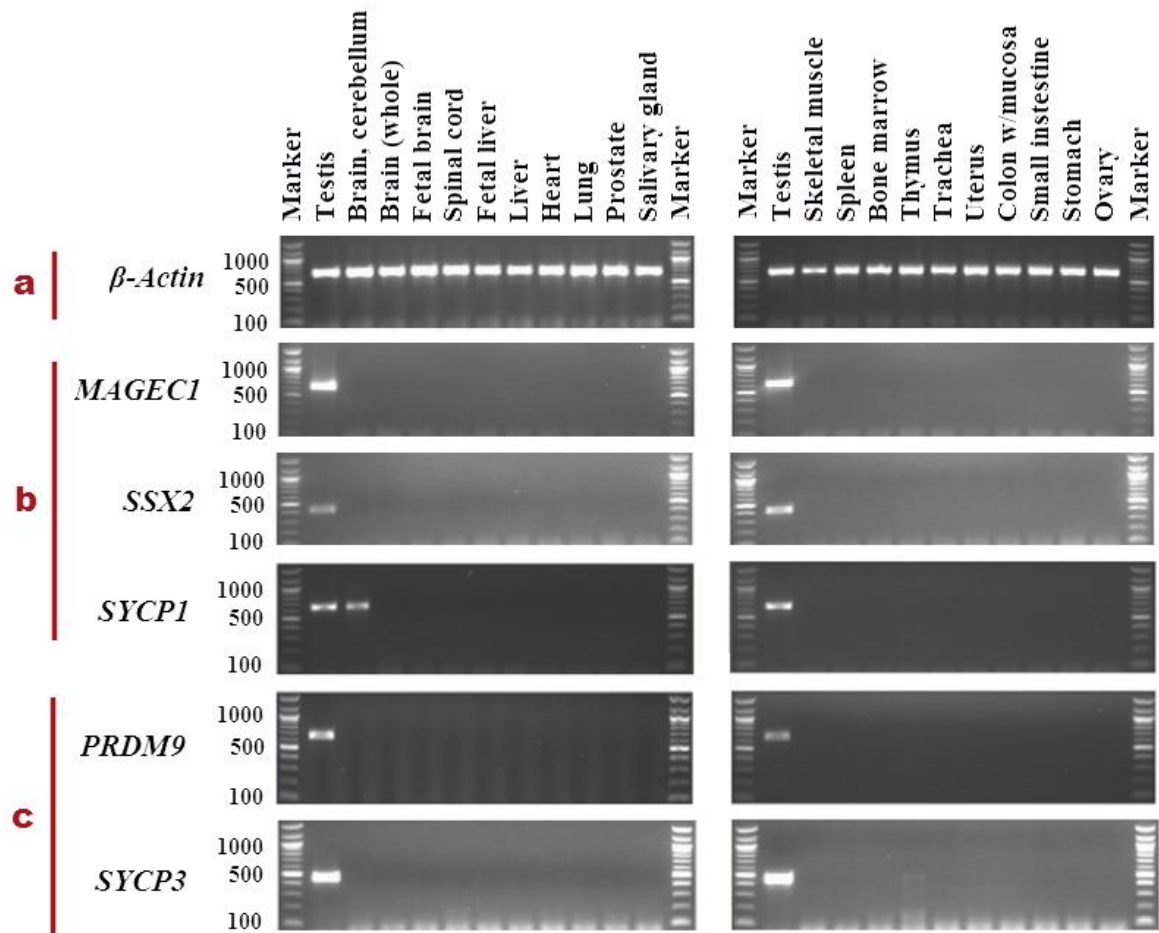 Marker
Testis
Brain, cerebellum
Brain (whole)
Fetal brain
Spinal cord
Fetal liver
Liver
Heart
Lung
Prostate
Salivary gland
Marker
Marker
Testis
Skeletal muscle
Spleen
Bone marrow
Thymus
Trachea
Uterus
Colon w/mucosa
Small instestine
Stomach
Ovary
Marker
a
β-Actin
1000
500
100
b
MAGEC1
1000
500
100
SSX2
1000
500
100
SYCP1
1000
500
100
c
PRDM9
1000
500
100
SYCP3
1000
500
100